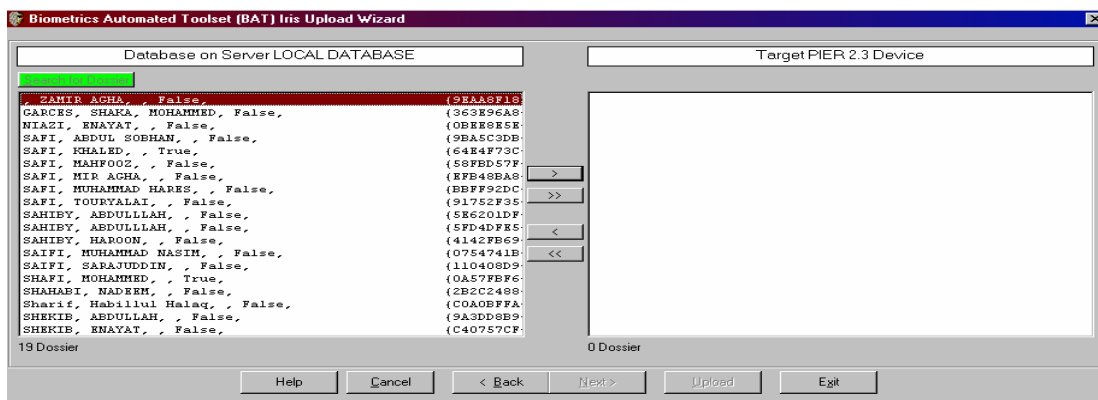 Biometrics Automated Toolset (BAT) Iris Upload Wizard
Database on Server LOCAL DATABASE
Target PIER 2.3 Device
Search for Dossier
, ZAMIR AGHA, , False, {9EAA8F18
GARCES, SHAKA, MOHAMMED, False, {363E96A8-
NIAZI, ENAYAT, , False, {0BEE8E5E-
SAFI, ABDUL SOBHAN, , False, {9BA5C3DB-
SAFI, KHALED, , True, {64E4F73C-
SAFI, MAHFOOZ, , False, {58FBD57F-
SAFI, MIR AGHA, , False, {EFB48BA8-
SAFI, MUHAMMAD HARES, , False, {BBFF92DC-
SAFI, TOURYALAI, , False, {91752F35-
SAHIBY, ABDULLLAH, , False, {5E6201DF-
SAHIBY, ABDULLLAH, , False, {5FD4DFE5-
SAHIBY, HAROON, , False, {4142FB69-
SAIFI, MUHAMMAD NASIM, , False, {0754741B-
SAIFI, SARAJUDDIN, , False, {110408D9-
SHAFI, MOHAMMED, , True, {0A57FBF6-
SHAHABI, NADEEM, , False, {2B2C2488-
Sharif, Habillul Halaq, , False, {C0A0BFFA-
SHEKIB, ABDULLAH, , False, {9A3DD8B9-
SHEKIB, ENAYAT, , False, {C40757CF-
>
>>
<
<<
19 Dossier
0 Dossier
Help
Cancel
< Back
Next >
Upload
Exit